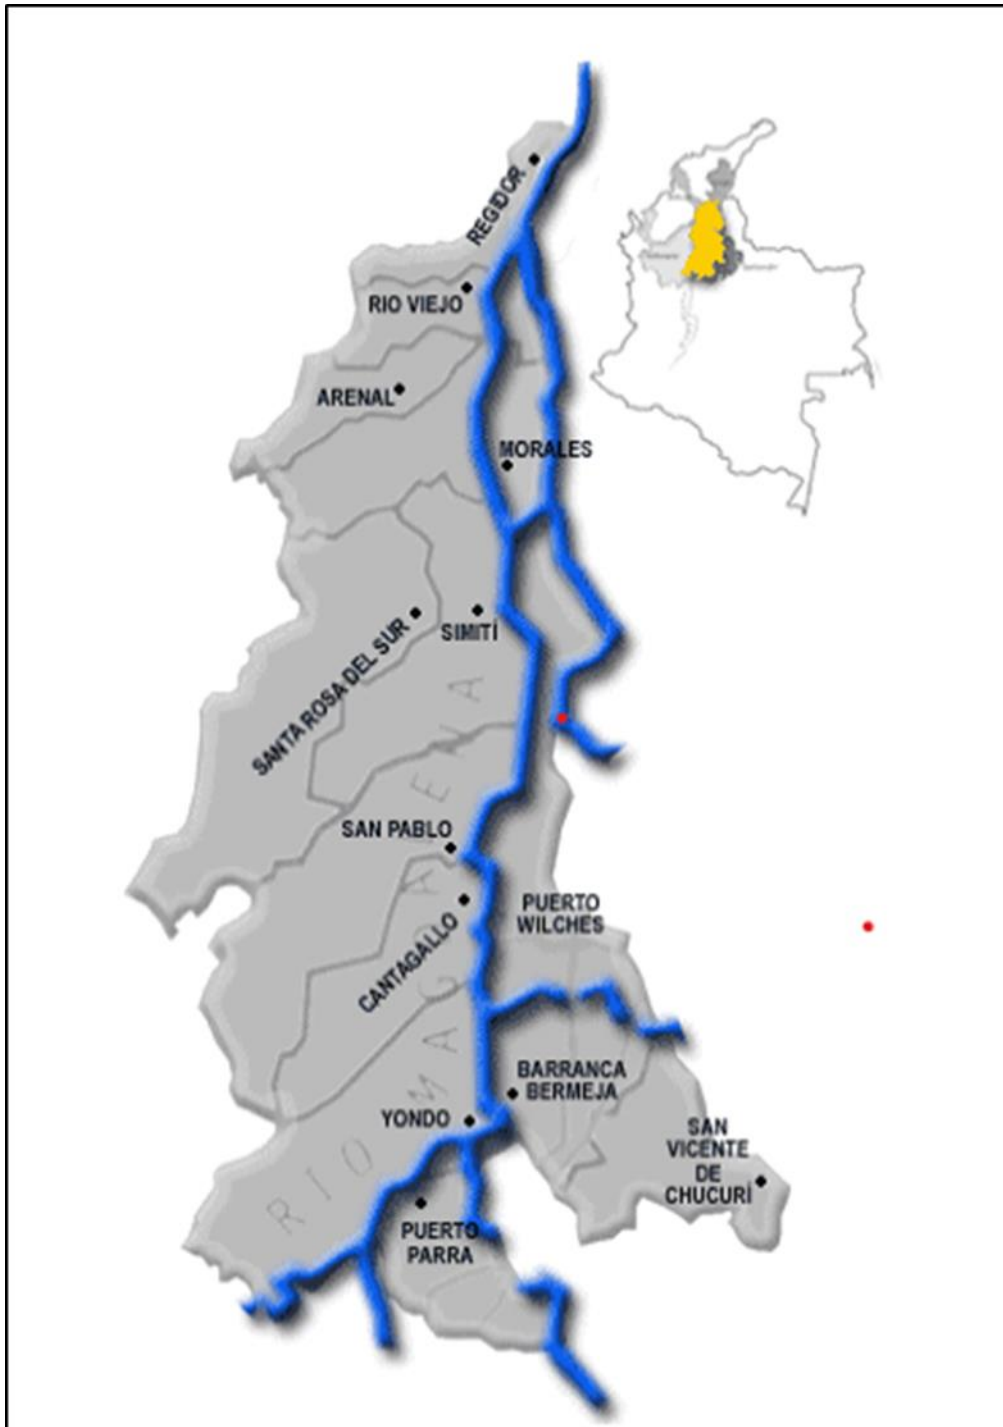 REGIDOR
RIO VIEJO
ARENAL
MORALES
SIMITÍ
SANTA ROSA DEL SUR
SAN PABLO
CANTAGALLO
PUERTO
WILCHES
BARRANCA
BERMEJA
YONDO
SAN
VICENTE
DE
CHUCURÍ
PUERTO
PARRA
RIO MAGDALENA